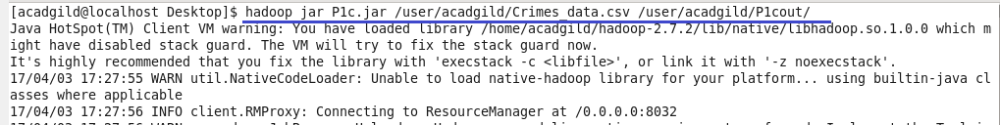 [acadgild@localhost Desktop]$ hadoop jar P1c.jar /user/acadgild/Crimes_data.csv /user/acadgild/P1cout/
Java HotSpot(TM) Client VM warning: You have loaded library /home/acadgild/hadoop-2.7.2/lib/native/libhadoop.so.1.0.0 which m
ight have disabled stack guard. The VM will try to fix the stack guard now.
It's highly recommended that you fix the library with 'execstack -c <libfile>', or link it with '-z noexecstack'.
17/04/03 17:27:55 WARN util.NativeCodeLoader: Unable to load native-hadoop library for your platform... using builtin-java cl
asses where applicable
17/04/03 17:27:56 INFO client.RMProxy: Connecting to ResourceManager at /0.0.0.0:8032